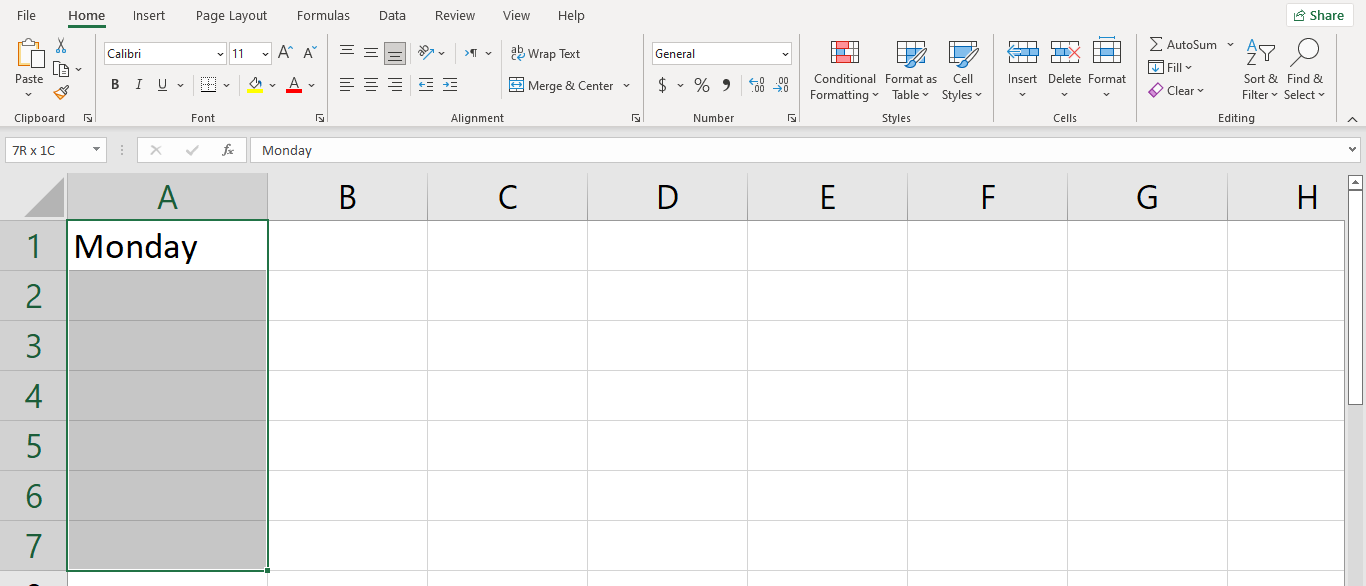 File Home Insert Page Layout Formulas Data Review View Help Share
Calibri 11 A A ab Wrap Text General AutoSum A Z
Paste B I U A Merge & Center $ % 9 .00 .00 Conditional Formatting Format as Table Cell Styles Insert Delete Format Fill Clear Sort & Filter Find & Select
Clipboard Font Alignment Number Styles Cells Editing
7R x 1C fx Monday
A B C D E F G H
1 Monday
2
3
4
5
6
7